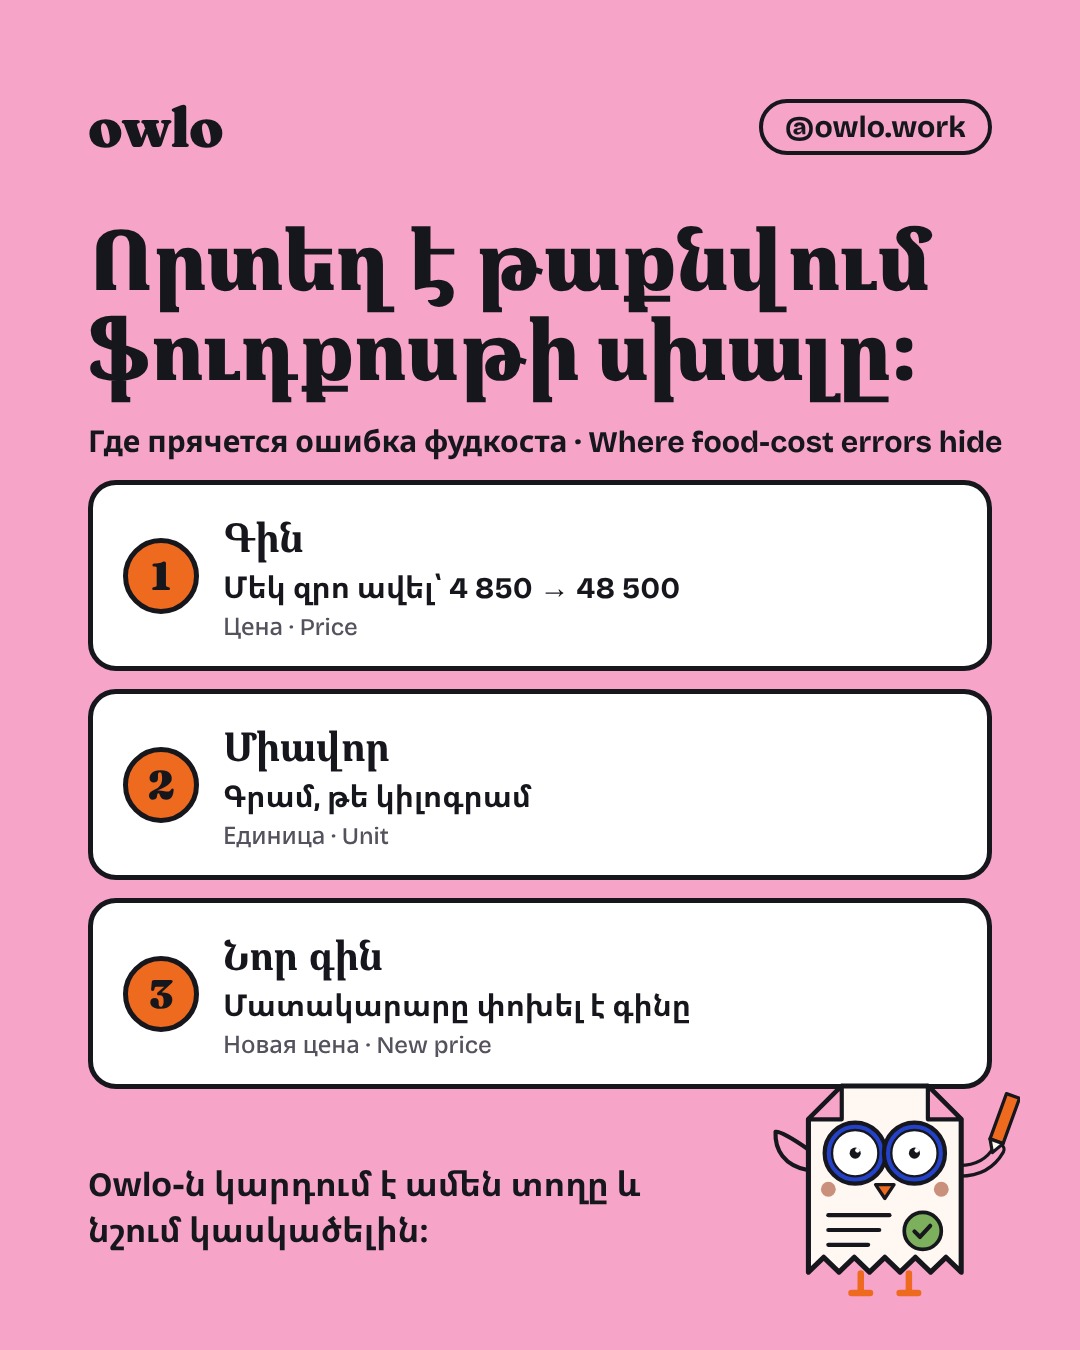 owlo
@owlo.work
Որտեղ է թաքնվում
ֆուդքոսթի սխալը։
Где прячется ошибка фудкоста · Where food-cost errors hide
1
Գին
Մեկ զրո ավել՝ 4 850 → 48 500
Цена · Price
2
Միավոր
Գրամ, թե կիլոգրամ
Единица · Unit
3
Նոր գին
Մատակարարը փոխել է գինը
Новая цена · New price
Owlo-ն կարդում է ամեն տողը և
նշում կասկածելին։